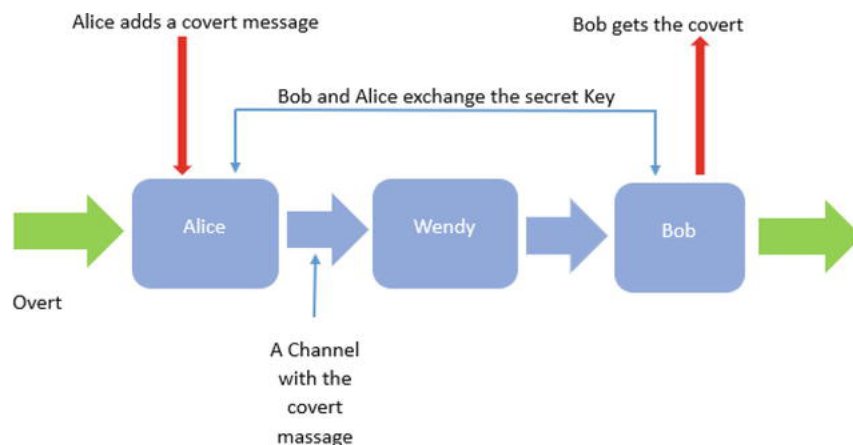 Alice adds a covert message
Bob gets the covert
Bob and Alice exchange the secret Key
Alice
Wendy
Bob
Overt
A Channel
with the
covert
massage